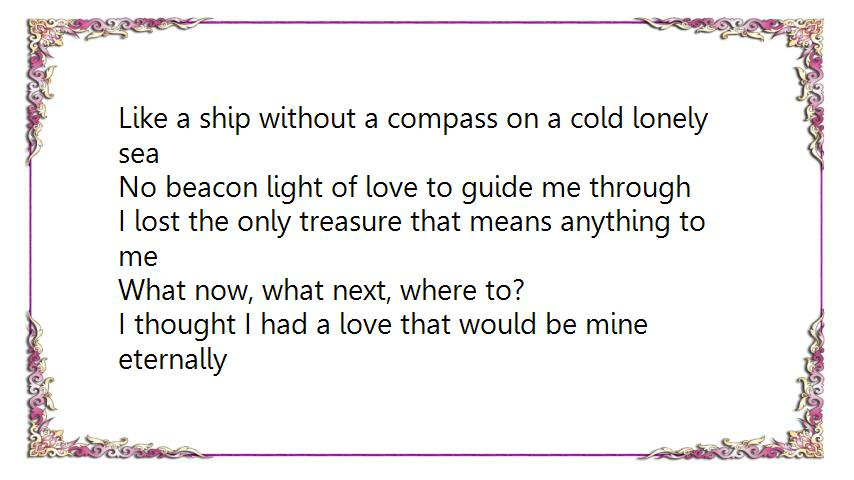 Like a ship without a compass on a cold lonely
sea
No beacon light of love to guide me through
I lost the only treasure that means anything to
me
What now, what next, where to?
I thought I had a love that would be mine
eternally